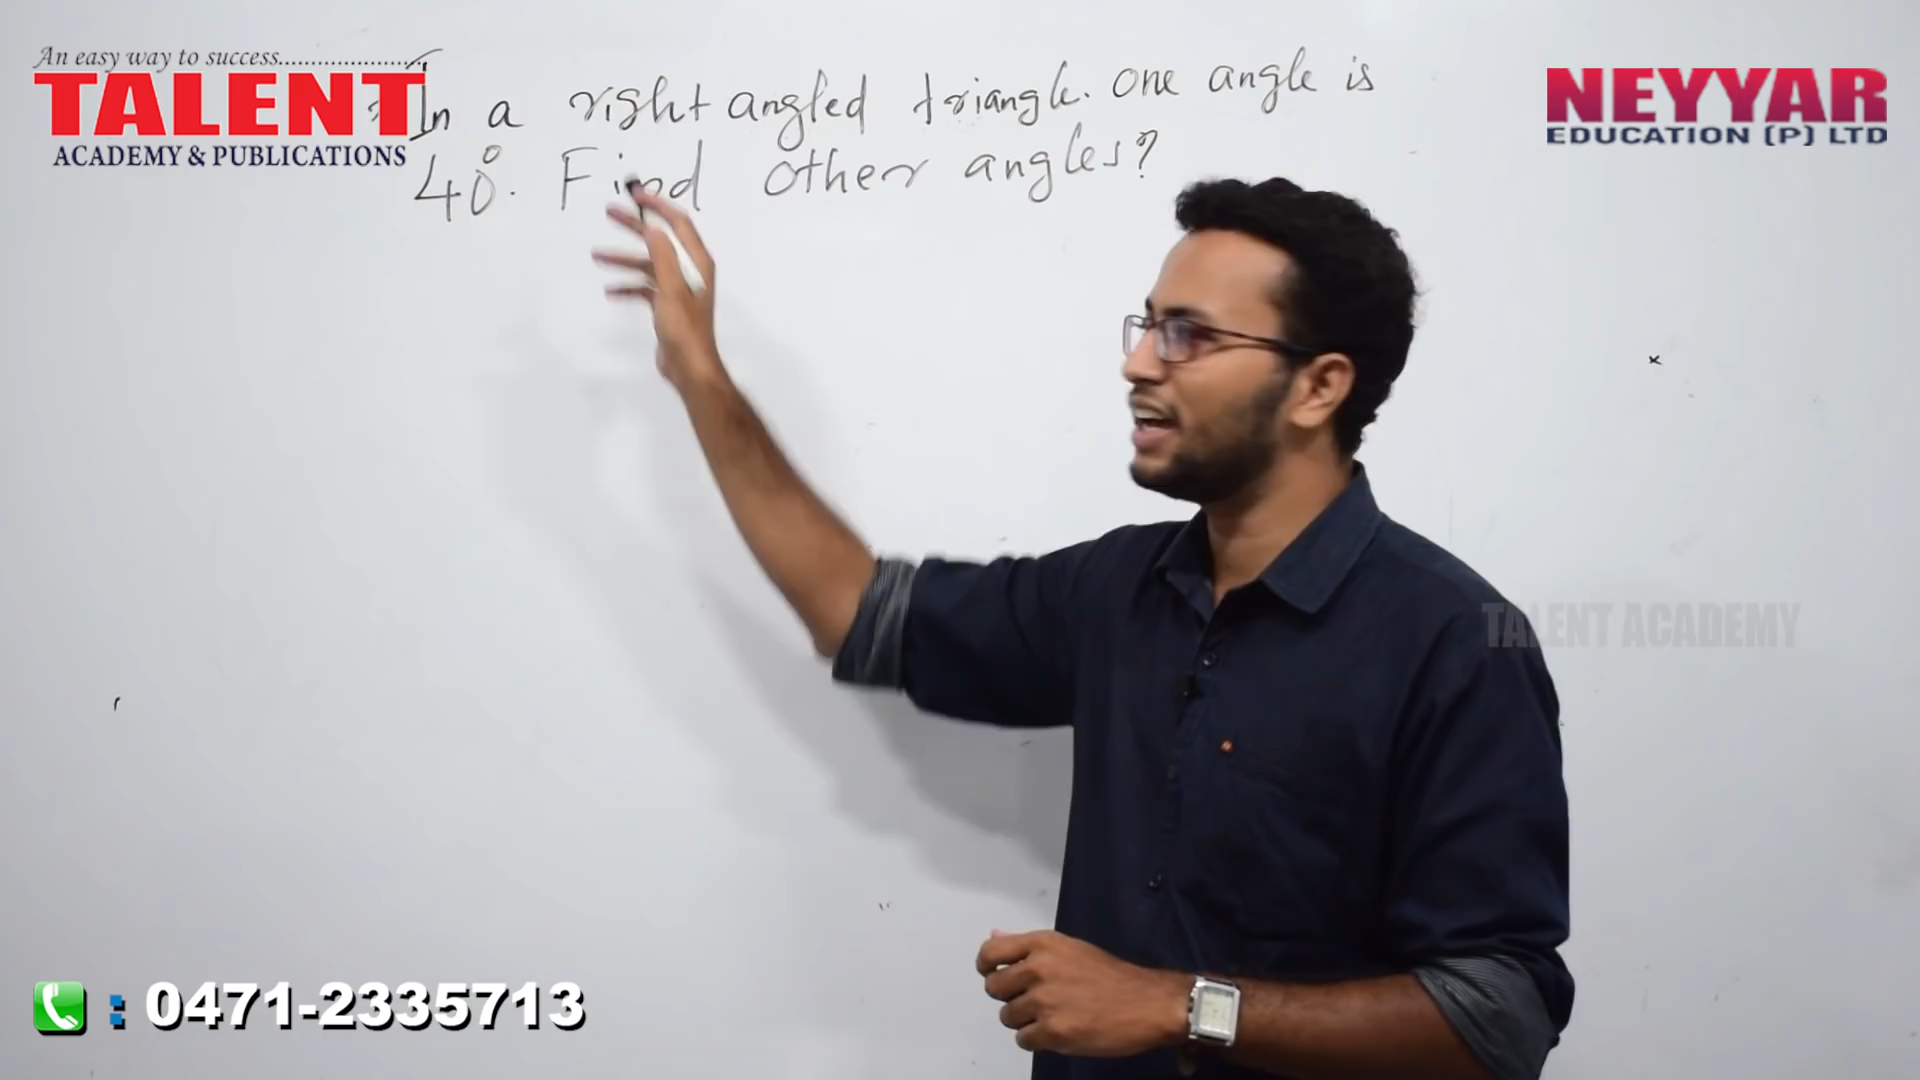 An easy way to success......................
TALENT
ACADEMY & PUBLICATIONS
In a right angled triangle. One angle is
40°. Find other angles?
NEYYAR
EDUCATION (P) LTD
TALENT ACADEMY
: 0471-2335713